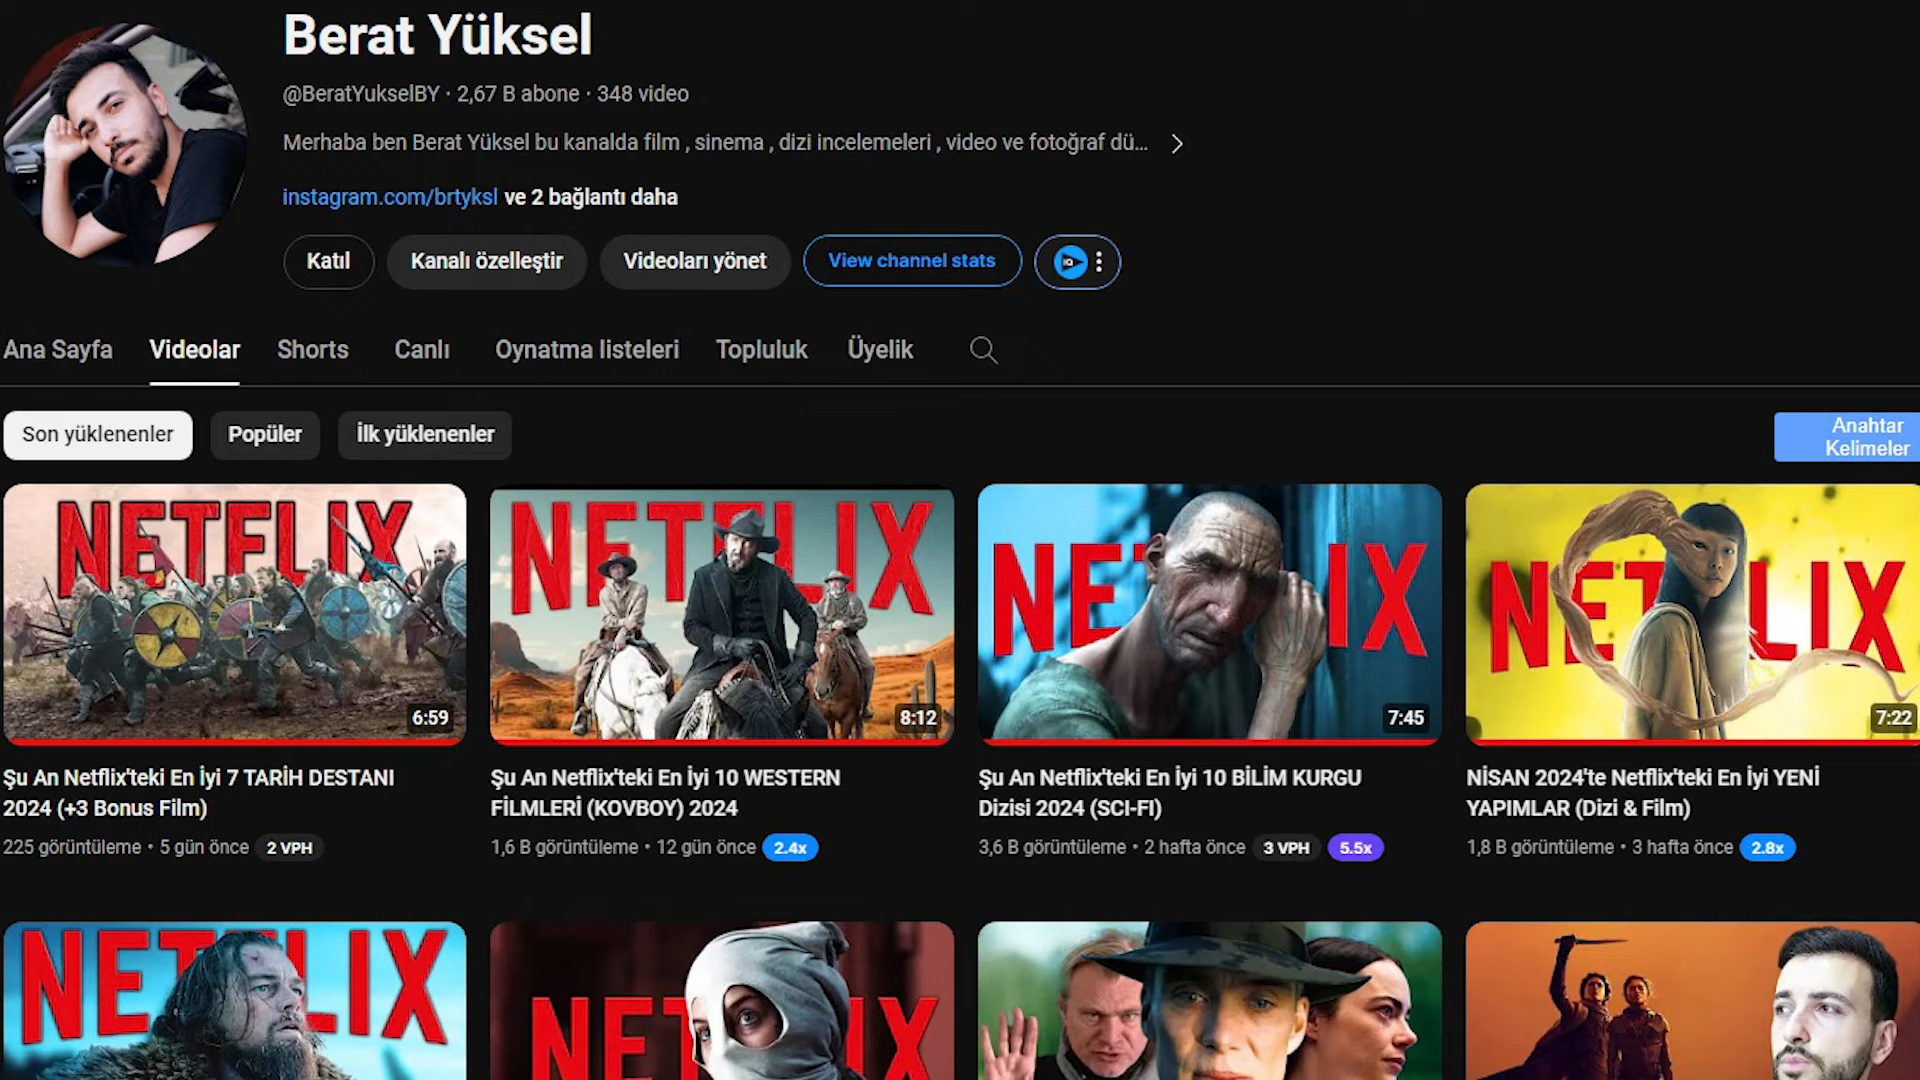 Berat Yüksel
@BeratYukselBY · 2,67 B abone · 348 video
Merhaba ben Berat Yüksel bu kanalda film , sinema , dizi incelemeleri , video ve fotoğraf dü...
instagram.com/brtyksl ve 2 bağlantı daha
Katıl Kanalı özelleştir Videoları yönet View channel stats IQ
Ana Sayfa Videolar Shorts Canlı Oynatma listeleri Topluluk Üyelik
Son yüklenenler Popüler İlk yüklenenler
Anahtar
Kelimeler
NETFLIX NETFLIX NETFLIX NETFLIX
6:59 8:12 7:45 7:22
Şu An Netflix'teki En İyi 7 TARİH DESTANI
2024 (+3 Bonus Film)
225 görüntüleme • 5 gün önce 2 VPH
Şu An Netflix'teki En İyi 10 WESTERN
FİLMLERİ (KOVBOY) 2024
1,6 B görüntüleme • 12 gün önce 2.4x
Şu An Netflix'teki En İyi 10 BİLİM KURGU
Dizisi 2024 (SCI-FI)
3,6 B görüntüleme • 2 hafta önce 3 VPH 5.5x
NİSAN 2024'te Netflix'teki En İyi YENİ
YAPIMLAR (Dizi & Film)
1,8 B görüntüleme • 3 hafta önce 2.8x
NETFLIX NETFLIX